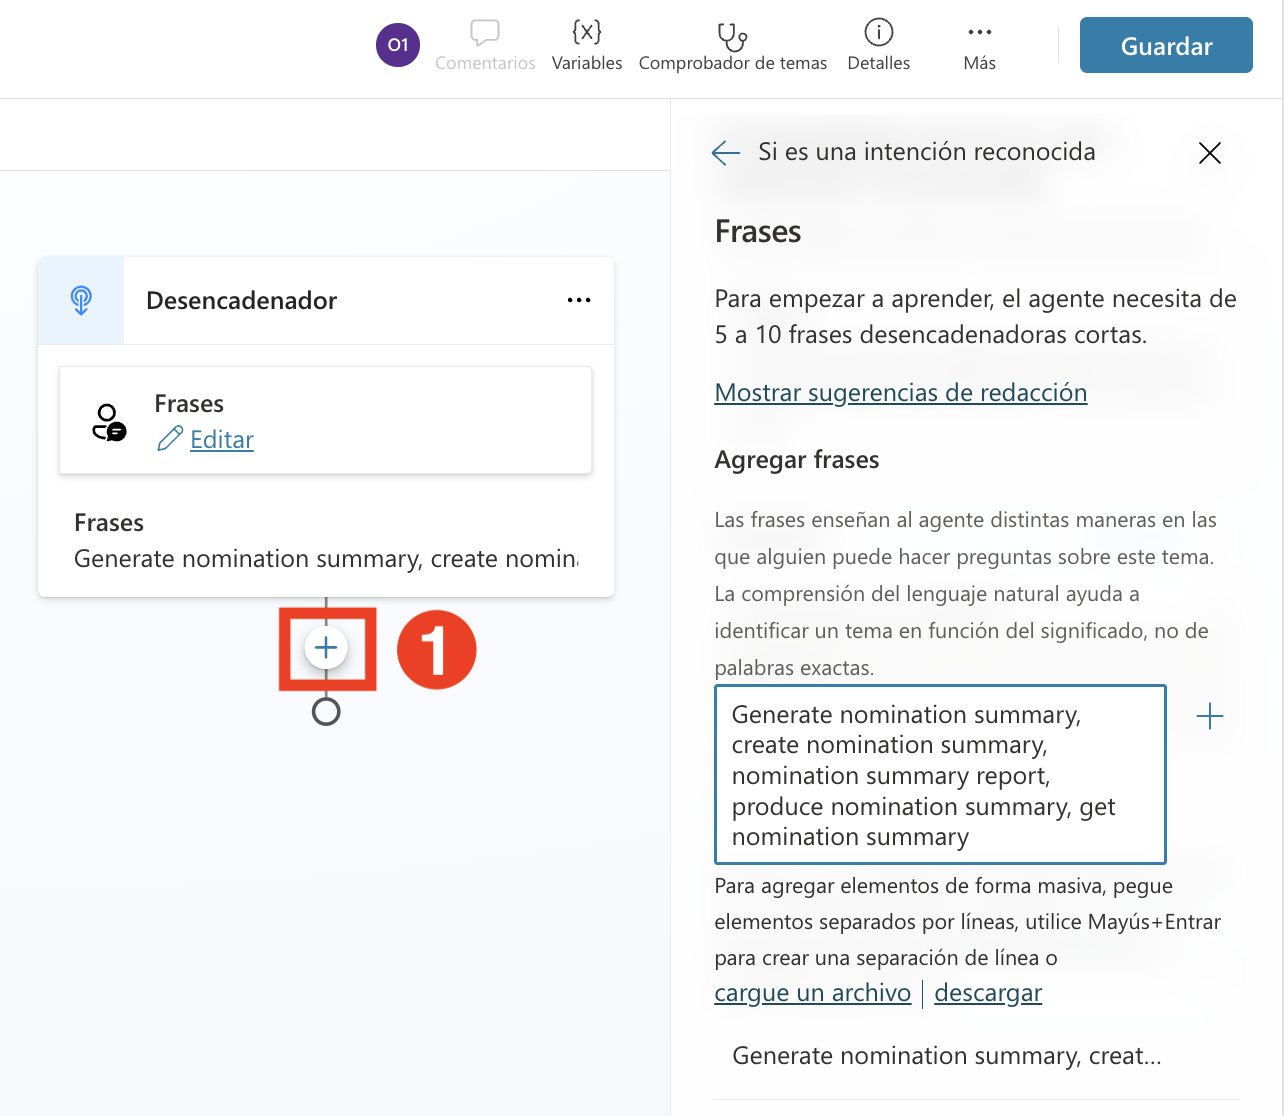 O1
Comentarios
{x}
Variables
Comprobador de temas
Detalles
Más
Guardar
Desencadenador
Frases
Editar
Frases
Generate nomination summary, create nomin
1
Si es una intención reconocida
Frases
Para empezar a aprender, el agente necesita de
5 a 10 frases desencadenadoras cortas.
Mostrar sugerencias de redacción
Agregar frases
Las frases enseñan al agente distintas maneras en las
que alguien puede hacer preguntas sobre este tema.
La comprensión del lenguaje natural ayuda a
identificar un tema en función del significado, no de
palabras exactas.
Generate nomination summary,
create nomination summary,
nomination summary report,
produce nomination summary, get
nomination summary
Para agregar elementos de forma masiva, pegue
elementos separados por líneas, utilice Mayús+Entrar
para crear una separación de línea o
cargue un archivo | descargar
Generate nomination summary, creat...